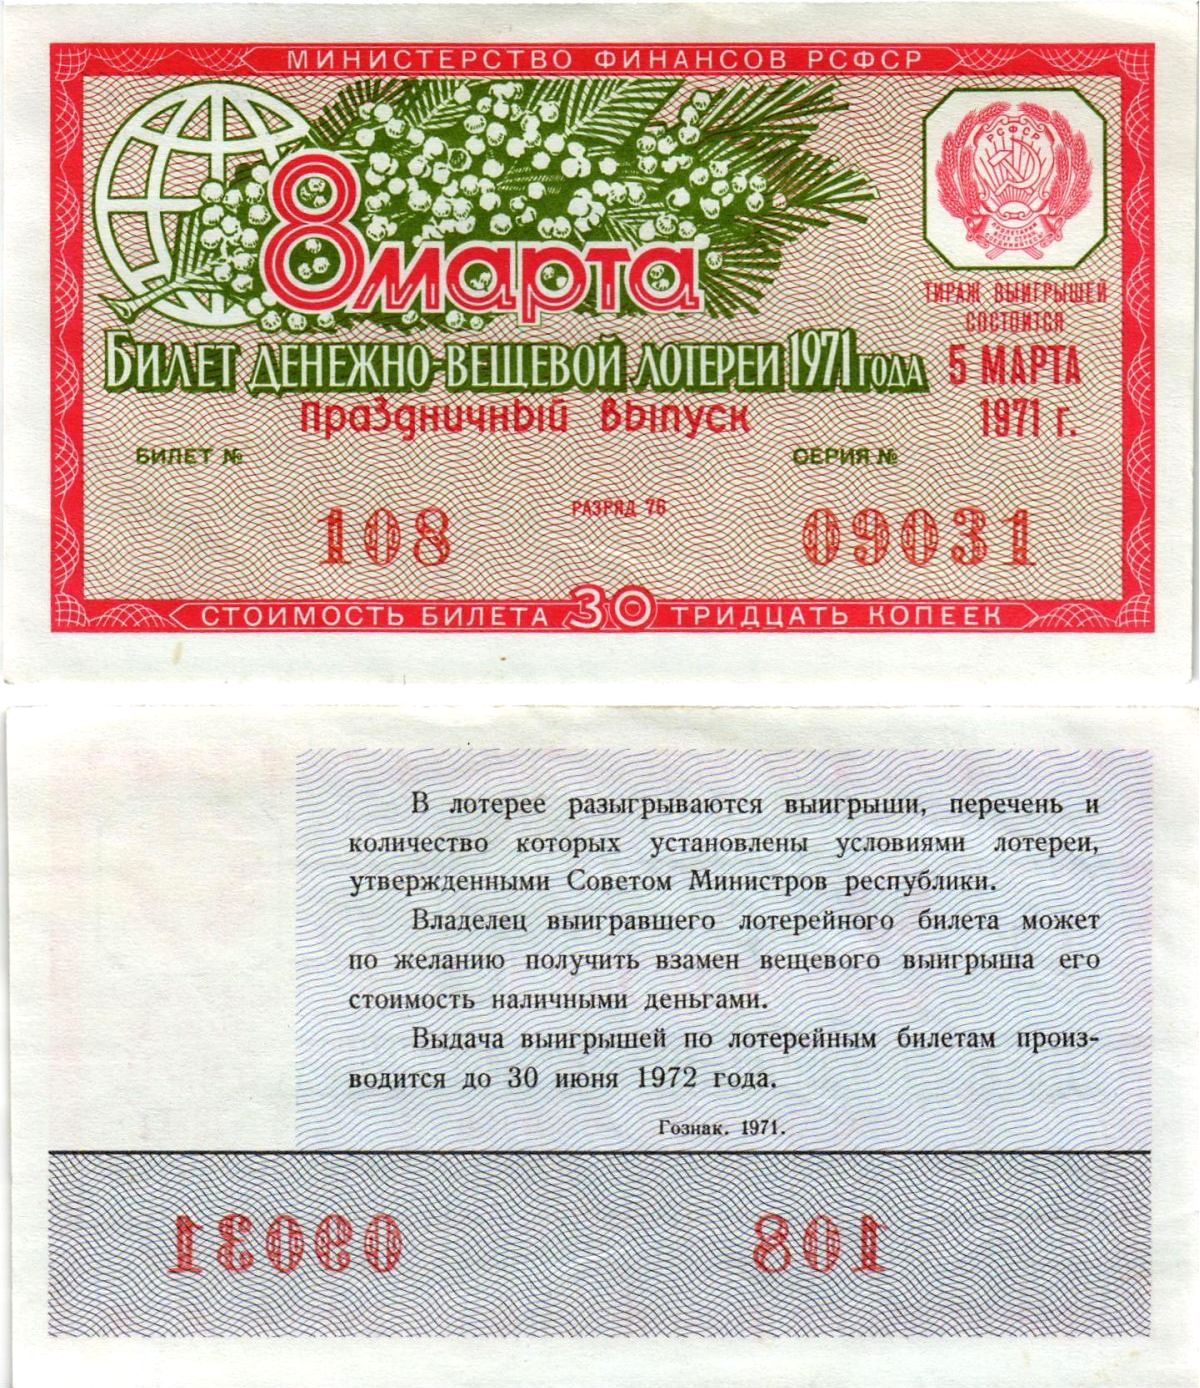 МИНИСТЕРСТВО ФИНАНСОВ РСФСР
РСФСР
8 марта
ТИРАЖ ВЫИГРЫШЕЙ
СОСТОИТСЯ
5 МАРТА
1971 г.
БИЛЕТ ДЕНЕЖНО-ВЕЩЕВОЙ ЛОТЕРЕИ 1971 ГОДА
Праздничный выпуск
БИЛЕТ № СЕРИЯ №
РАЗРЯД 76
108 09031
СТОИМОСТЬ БИЛЕТА 30 ТРИДЦАТЬ КОПЕЕК
В лотерее разыгрываются выигрыши, перечень и
количество которых установлены условиями лотереи,
утвержденными Советом Министров республики.
Владелец выигравшего лотерейного билета может
по желанию получить взамен вещевого выигрыша его
стоимость наличными деньгами.
Выдача выигрышей по лотерейным билетам произ-
водится до 30 июня 1972 года.
Гознак. 1971.
09031 108